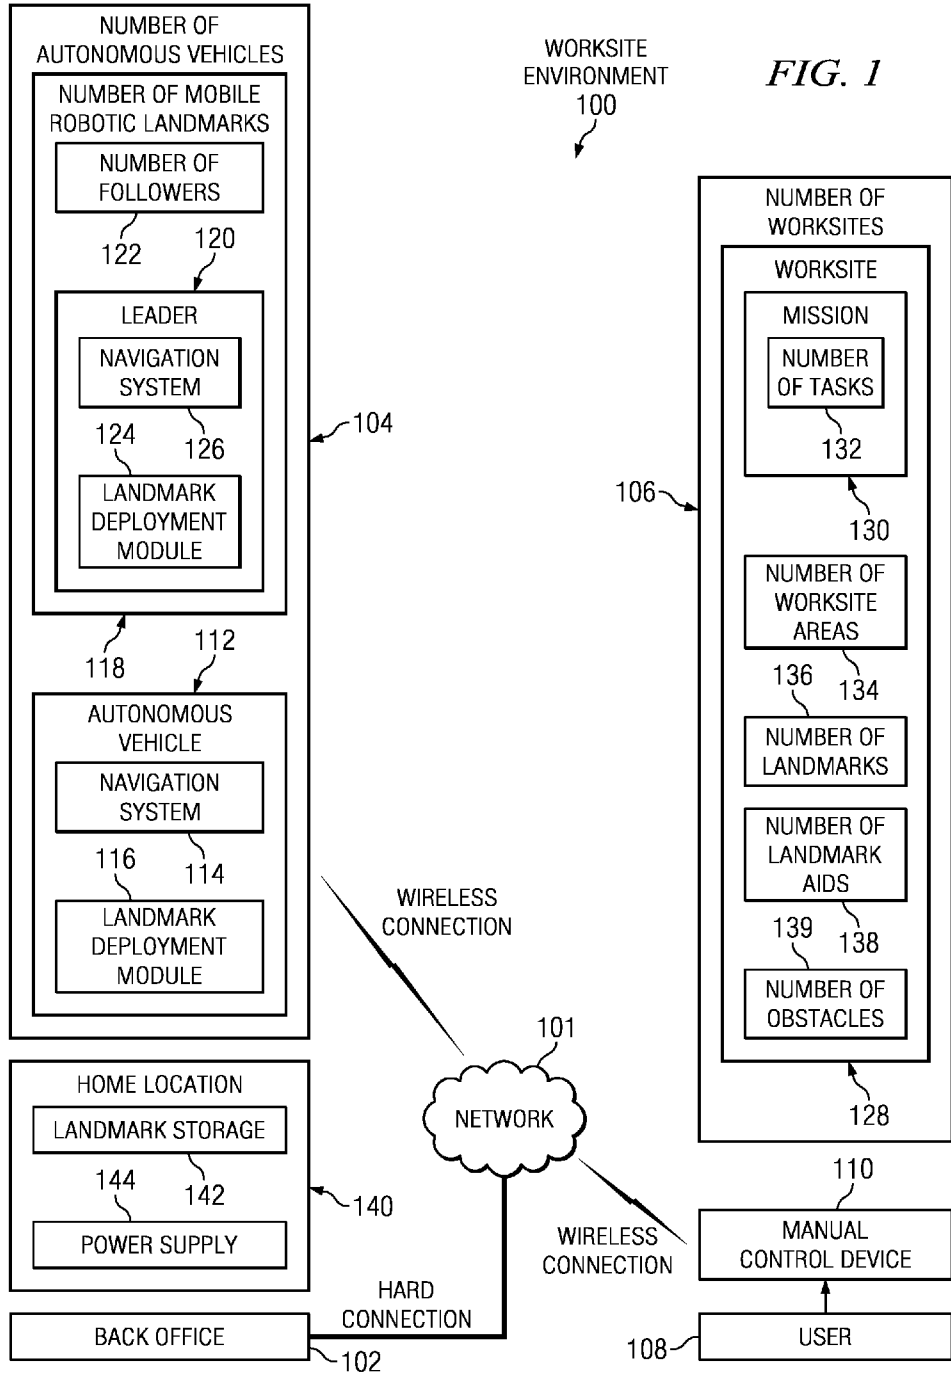 NUMBER OF
AUTONOMOUS VEHICLES
NUMBER OF MOBILE
ROBOTIC LANDMARKS
NUMBER OF
FOLLOWERS
122
120
LEADER
NAVIGATION
SYSTEM
124
126
LANDMARK
DEPLOYMENT
MODULE
104
118
112
AUTONOMOUS
VEHICLE
NAVIGATION
SYSTEM
116
114
LANDMARK
DEPLOYMENT
MODULE
HOME LOCATION
LANDMARK STORAGE
144
142
140
POWER SUPPLY
BACK OFFICE
102
WORKSITE
ENVIRONMENT
100
FIG. 1
WIRELESS
CONNECTION
101
NETWORK
WIRELESS
CONNECTION
HARD
CONNECTION
NUMBER OF
WORKSITES
WORKSITE
MISSION
NUMBER
OF TASKS
132
106
130
NUMBER OF
WORKSITE
AREAS
136
134
NUMBER OF
LANDMARKS
NUMBER OF
LANDMARK
AIDS
139
138
NUMBER OF
OBSTACLES
128
110
MANUAL
CONTROL DEVICE
108
USER